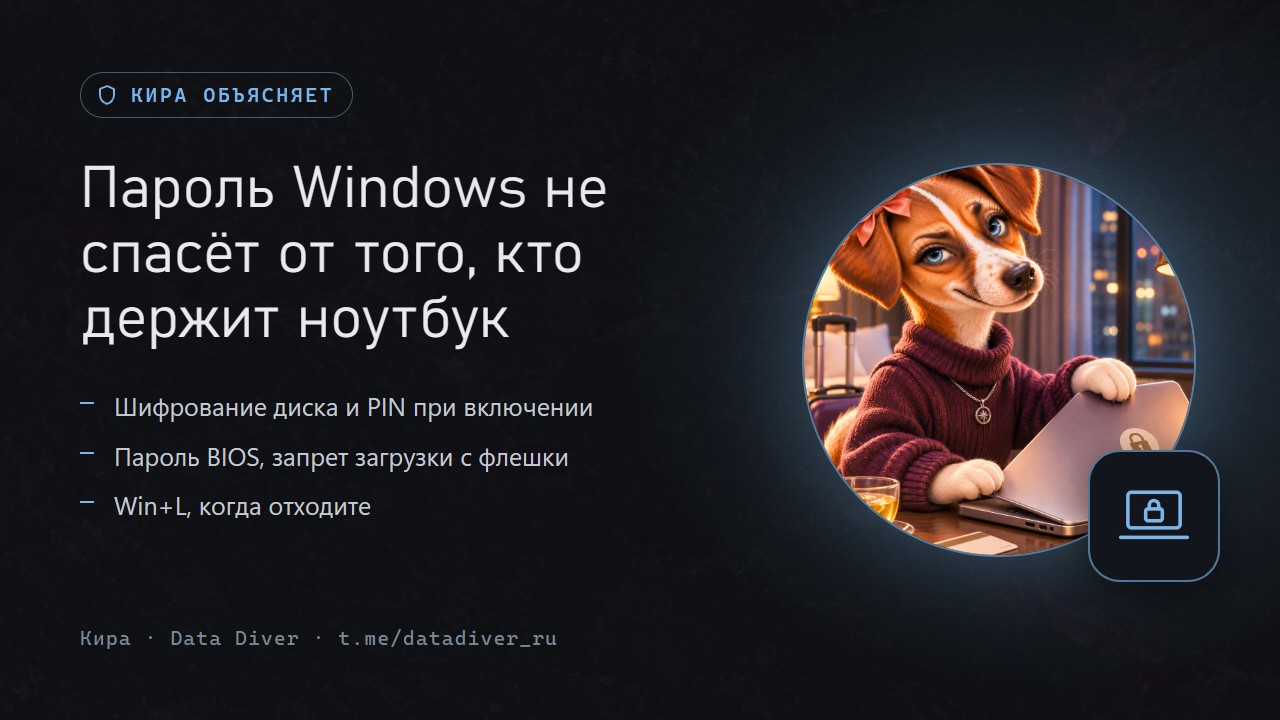 КИРА ОБЪЯСНЯЕТ
Пароль Windows не
спасёт от того, кто
держит ноутбук
Шифрование диска и PIN при включении
Пароль BIOS, запрет загрузки с флешки
Win+L, когда отходите
Кира · Data Diver · t.me/datadiver_ru